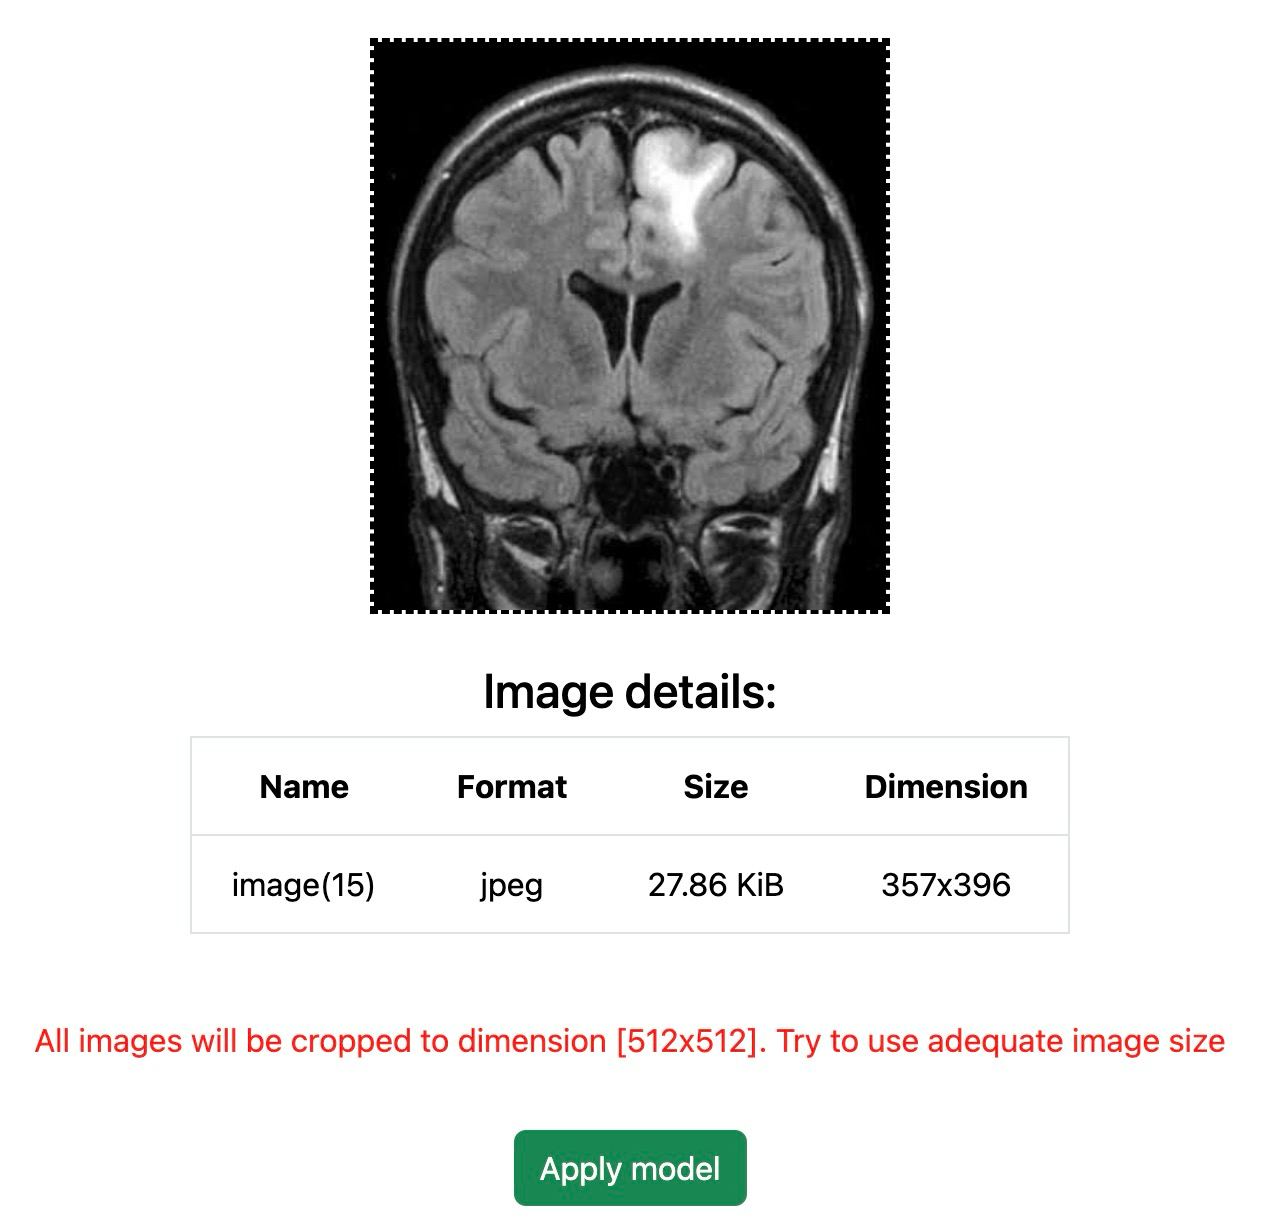 Image details:
Name Format Size Dimension
image(15) jpeg 27.86 KiB 357x396
All images will be cropped to dimension [512x512]. Try to use adequate image size
Apply model